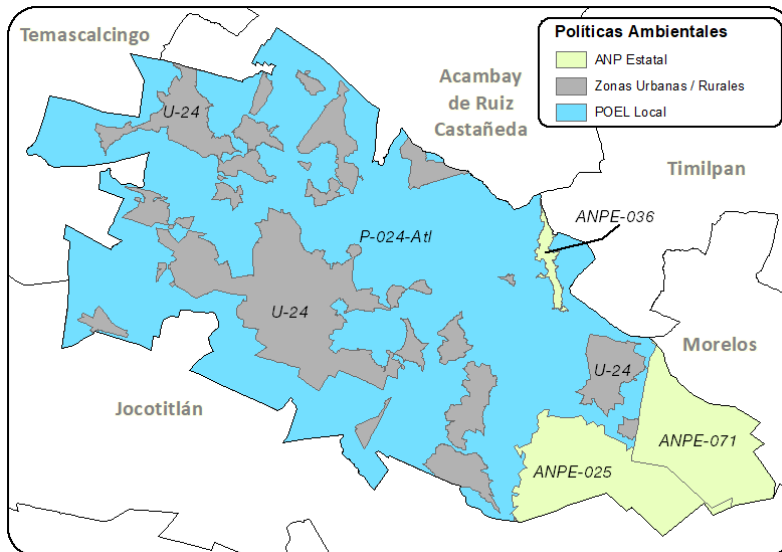 Temascalcingo
Políticas Ambientales
ANP Estatal
Zonas Urbanas / Rurales
POEL Local
Acambay
de Ruiz
Castañeda
U-24
Timilpan
ANPE-036
P-024-Atl
U-24
Morelos
U-24
Jocotitlán
ANPE-071
ANPE-025